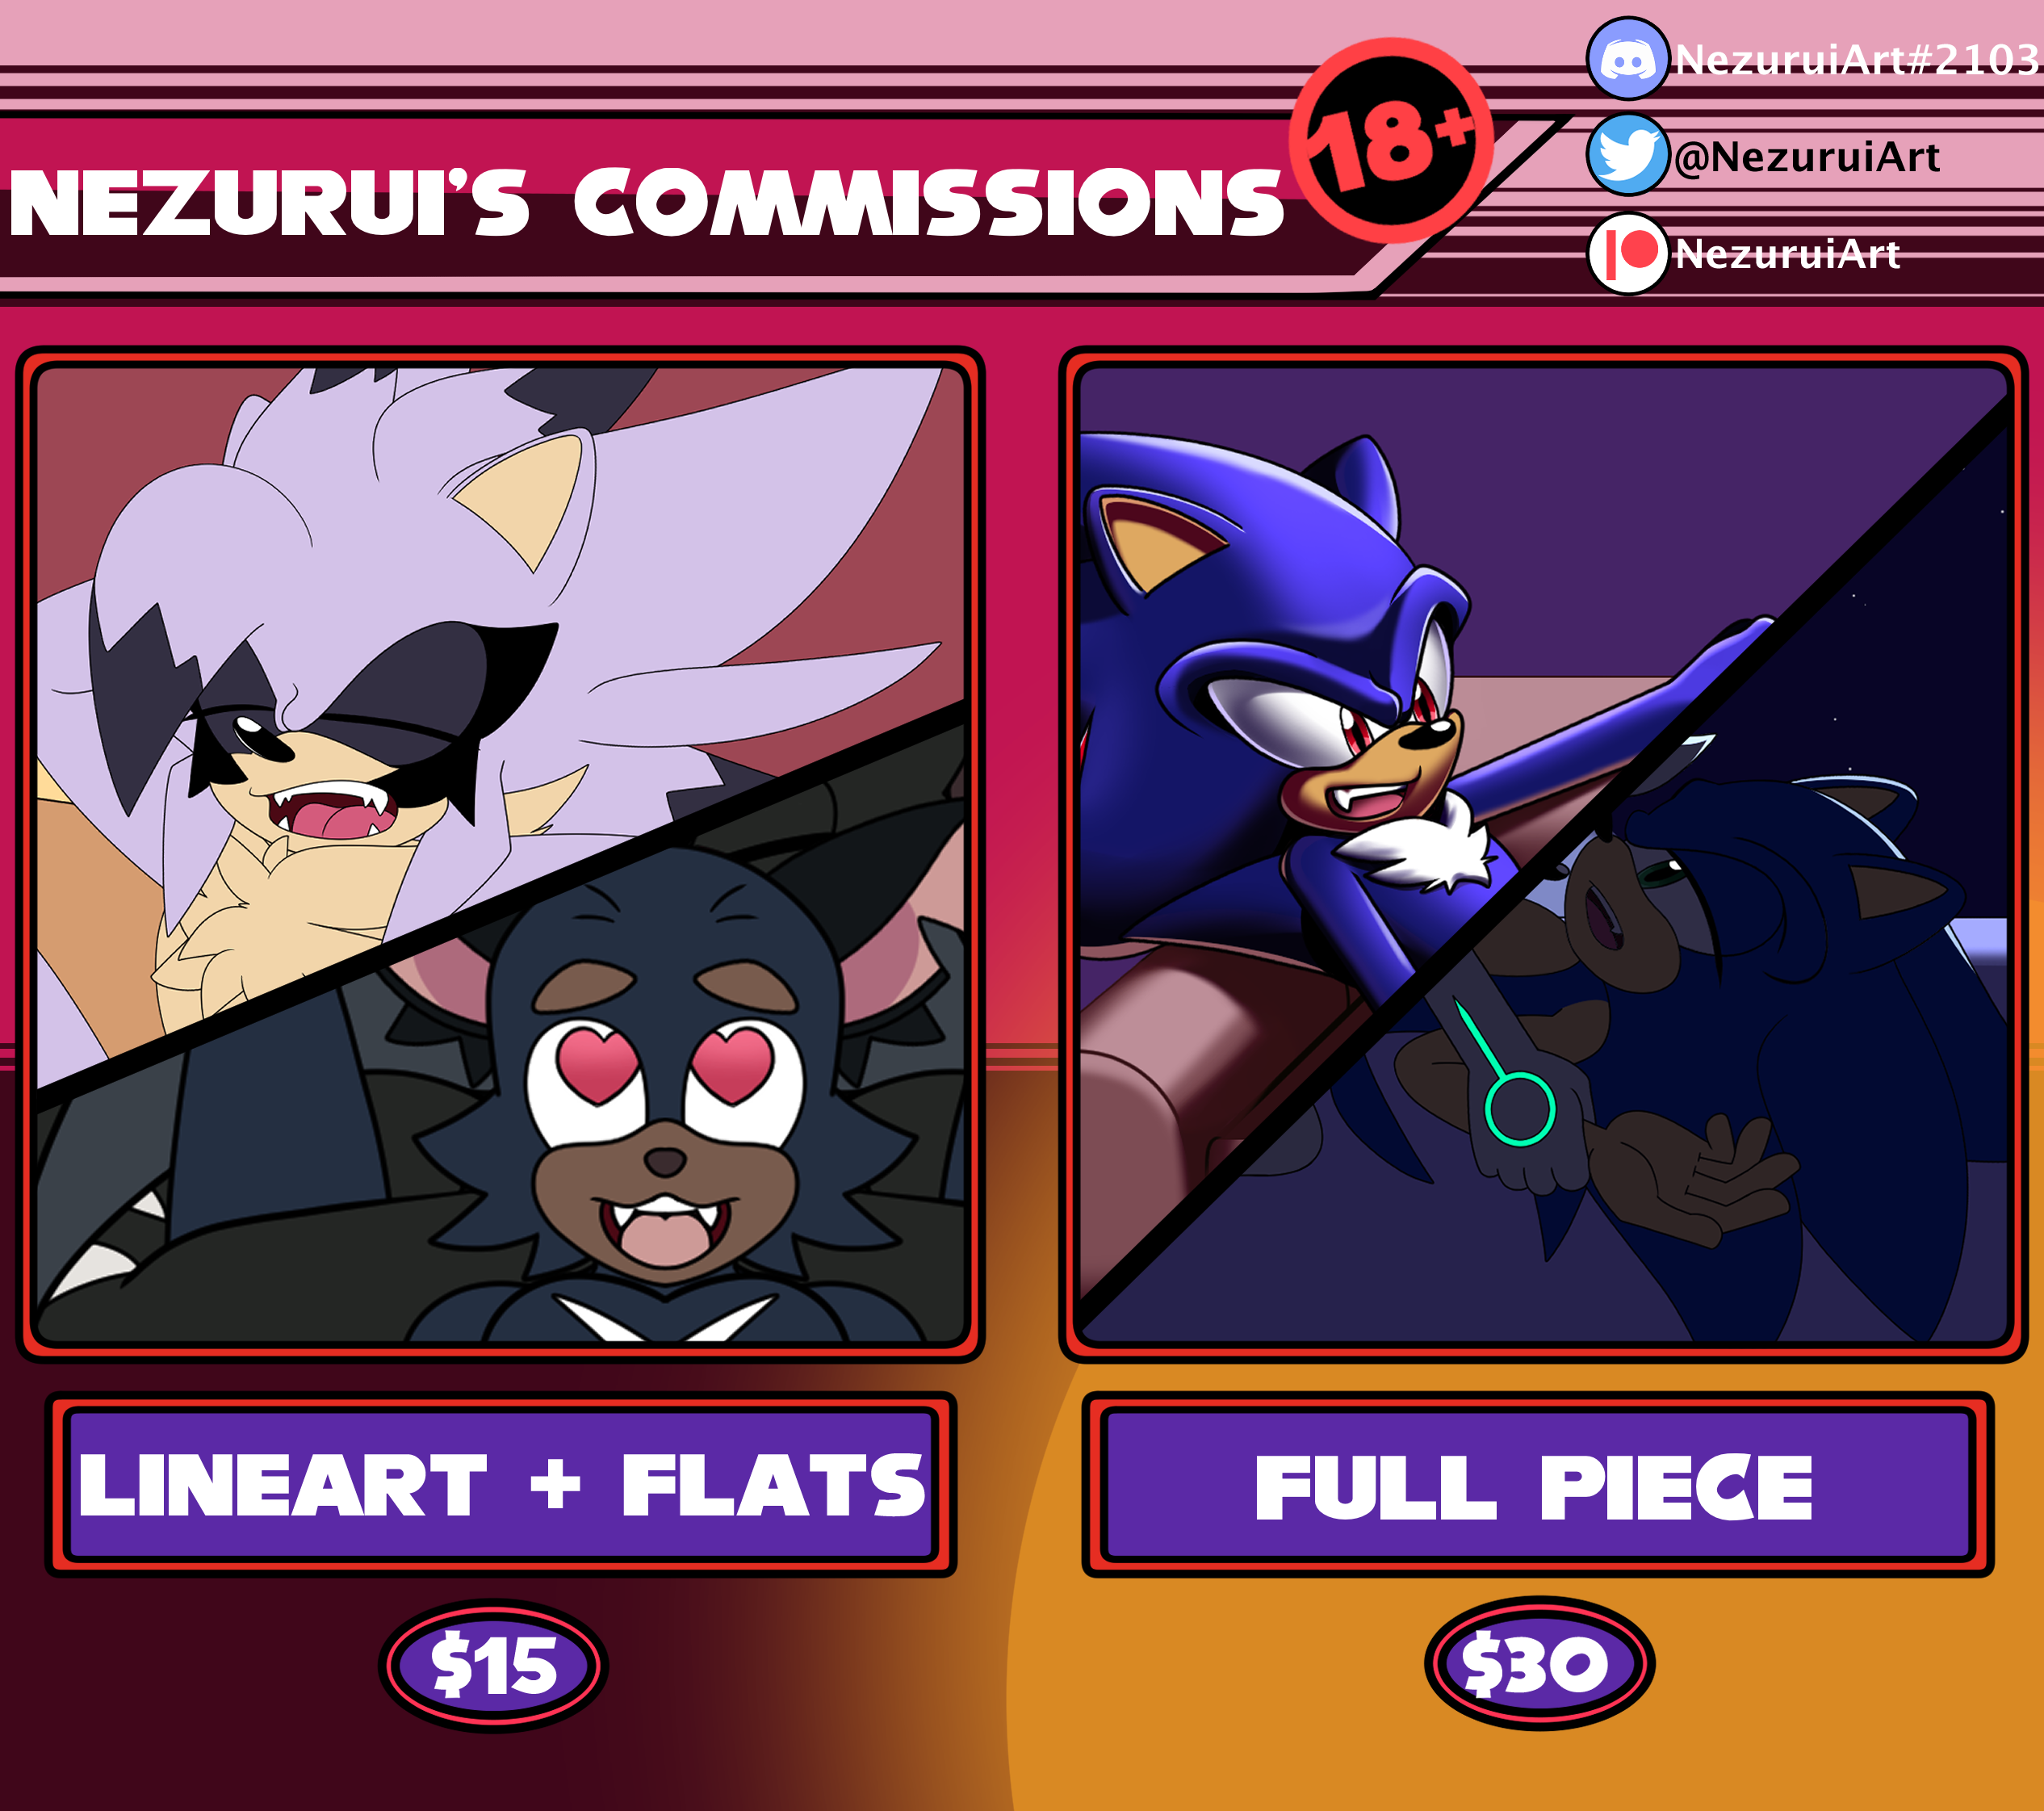 NezuruiArt#2103
NEZURUI'S COMMISSIONS
18+
@NezuruiArt
NezuruiArt
LINEART + FLATS
FULL PIECE
$15
$30